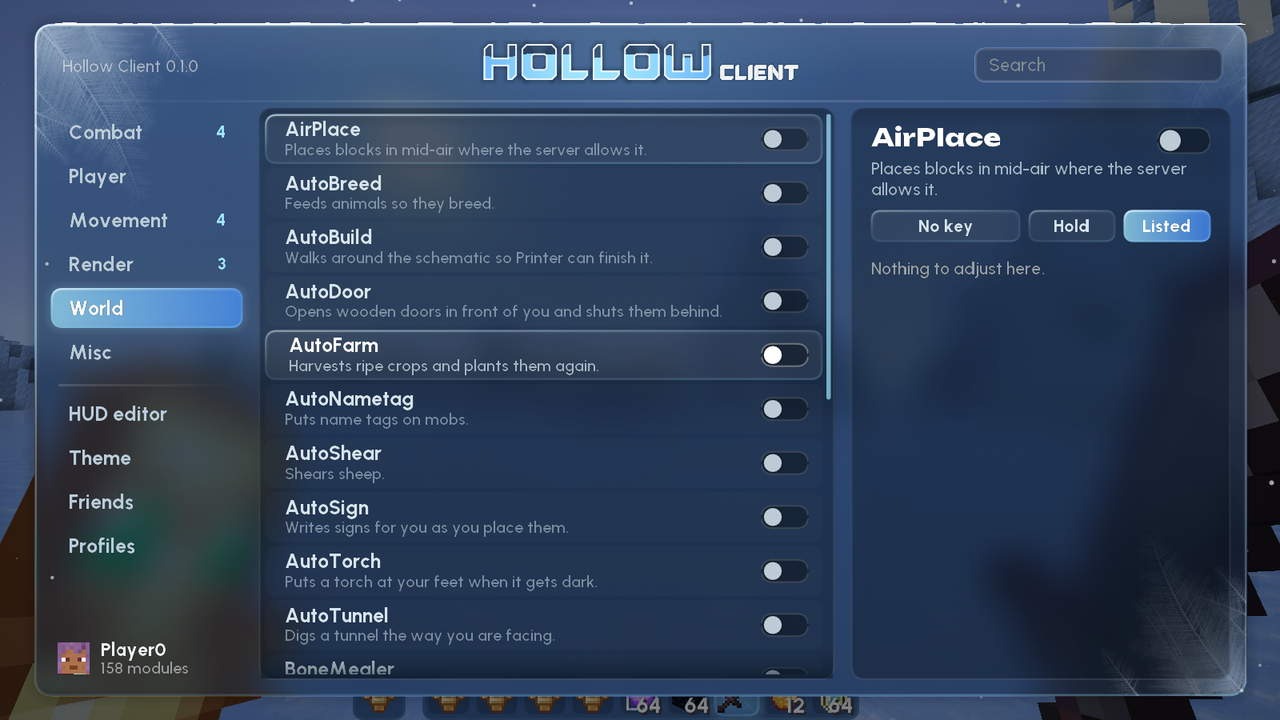 Hollow Client 0.1.0
HOLLOW CLIENT
Search
Combat 4
Player
Movement 4
Render 3
World
Misc
HUD editor
Theme
Friends
Profiles
Player0
158 modules
AirPlace
Places blocks in mid-air where the server allows it.
AutoBreed
Feeds animals so they breed.
AutoBuild
Walks around the schematic so Printer can finish it.
AutoDoor
Opens wooden doors in front of you and shuts them behind.
AutoFarm
Harvests ripe crops and plants them again.
AutoNametag
Puts name tags on mobs.
AutoShear
Shears sheep.
AutoSign
Writes signs for you as you place them.
AutoTorch
Puts a torch at your feet when it gets dark.
AutoTunnel
Digs a tunnel the way you are facing.
BoneMealer
AirPlace
Places blocks in mid-air where the server
allows it.
No key Hold Listed
Nothing to adjust here.
64 64 12 64